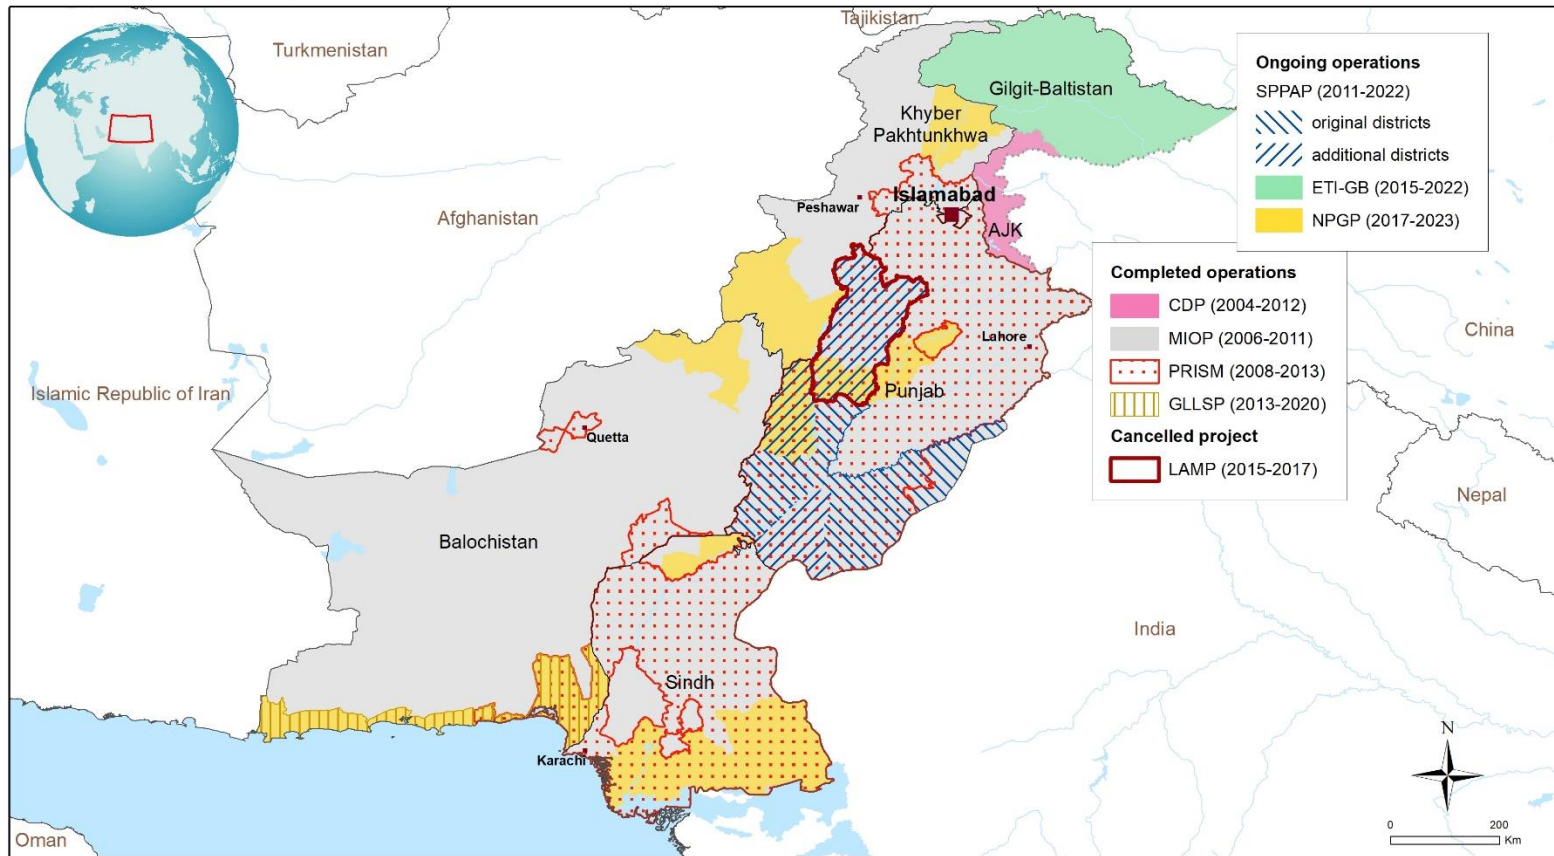 Tajikistan
Turkmenistan
Gilgit-Baltistan
Khyber
Pakhtunkhwa
Islamabad
Peshawar
Afghanistan
AJK
China
Lahore
Islamic Republic of Iran
Punjab
Quetta
Nepal
Balochistan
India
Sindh
Karachi
Oman
Ongoing operations
SPPAP (2011-2022)
original districts
additional districts
ETI-GB (2015-2022)
NPGP (2017-2023)
Completed operations
CDP (2004-2012)
MIOP (2006-2011)
PRISM (2008-2013)
GLLSP (2013-2020)
Cancelled project
LAMP (2015-2017)
N
0 200
Km